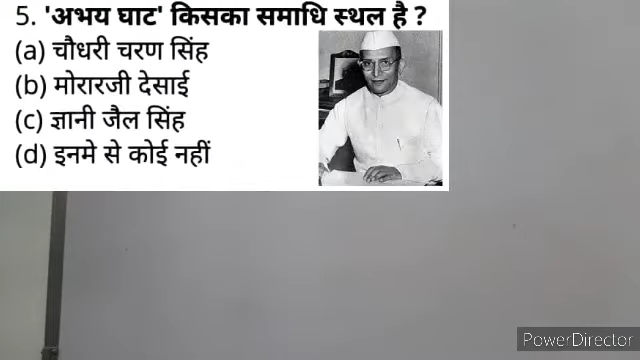 5. 'अभय घाट' किसका समाधि स्थल है ?
(a) चौधरी चरण सिंह
(b) मोरारजी देसाई
(c) ज्ञानी जैल सिंह
(d) इनमे से कोई नहीं
PowerDirector